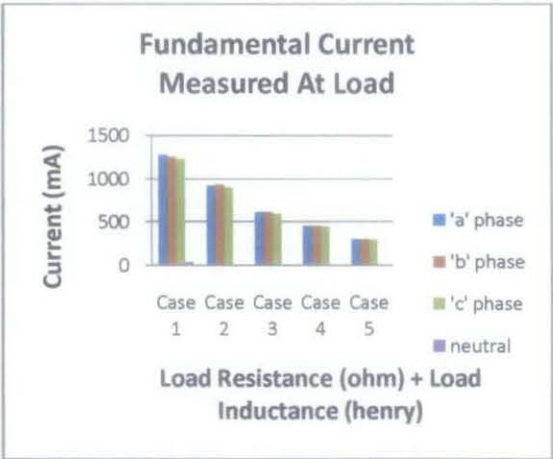 Fundamental Current
Measured At Load
Current (mA)
1500
1000
500
0
Case Case Case Case Case
1 2 3 4 5
'a' phase
'b' phase
'c' phase
neutral
Load Resistance (ohm) + Load
Inductance (henry)